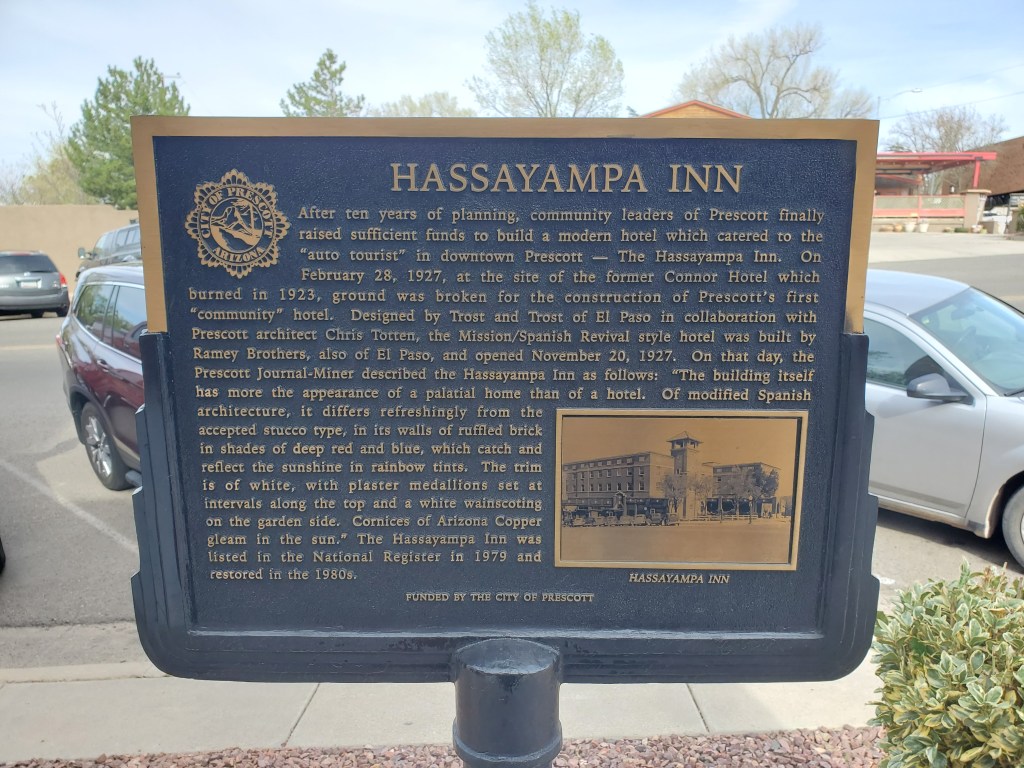 HASSAYAMPA INN
CITY OF PRESCOTT
ARIZONA
After ten years of planning, community leaders of Prescott finally
raised sufficient funds to build a modern hotel which catered to the
"auto tourist" in downtown Prescott — The Hassayampa Inn. On
February 28, 1927, at the site of the former Connor Hotel which
burned in 1923, ground was broken for the construction of Prescott's first
"community" hotel. Designed by Trost and Trost of El Paso in collaboration with
Prescott architect Chris Totten, the Mission/Spanish Revival style hotel was built by
Ramey Brothers, also of El Paso, and opened November 20, 1927. On that day, the
Prescott Journal-Miner described the Hassayampa Inn as follows: "The building itself
has more the appearance of a palatial home than of a hotel. Of modified Spanish
architecture, it differs refreshingly from the
accepted stucco type, in its walls of ruffled brick
in shades of deep red and blue, which catch and
reflect the sunshine in rainbow tints. The trim
is of white, with plaster medallions set at
intervals along the top and a white wainscoting
on the garden side. Cornices of Arizona Copper
gleam in the sun." The Hassayampa Inn was
listed in the National Register in 1979 and
restored in the 1980s.
HASSAYAMPA INN
FUNDED BY THE CITY OF PRESCOTT